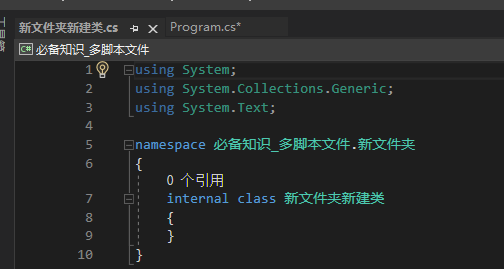 新文件夹新建类.cs
Program.cs*
必备知识_多脚本文件
1 using System;
2 using System.Collections.Generic;
3 using System.Text;
4
5 namespace 必备知识_多脚本文件.新文件夹
6 {
0 个引用
7 internal class 新文件夹新建类
8 {
9 }
10 }